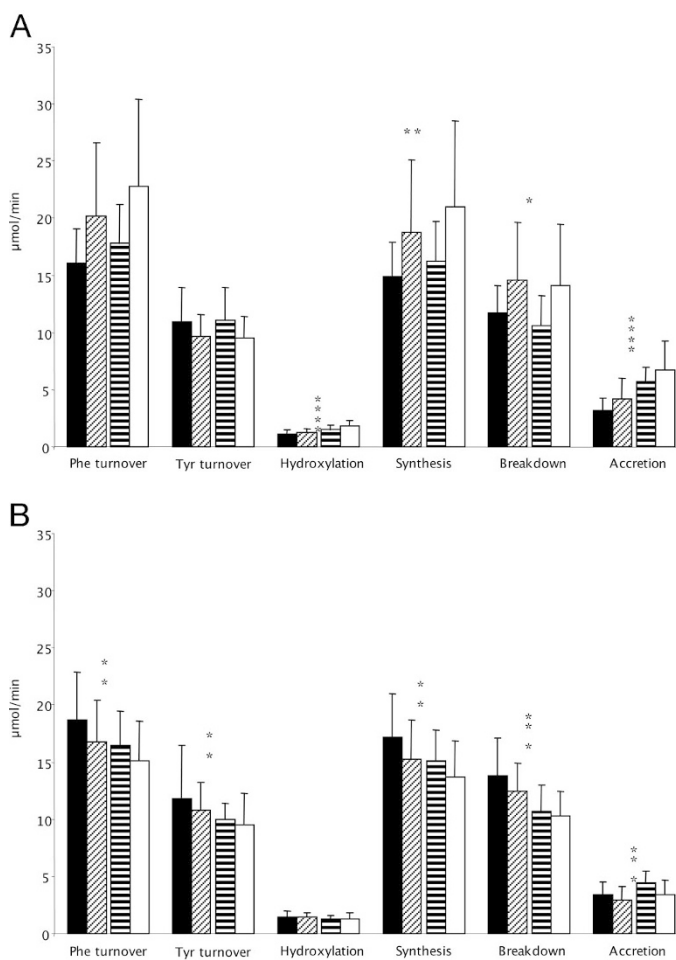 A
35
30
25
20
15
10
5
0
µmol/min
* *
*
* * * *
* * * *
Phe turnover Tyr turnover Hydroxylation Synthesis Breakdown Accretion
B
35
30
25
20
15
10
5
0
µmol/min
* *
* *
* *
* * *
* * *
Phe turnover Tyr turnover Hydroxylation Synthesis Breakdown Accretion